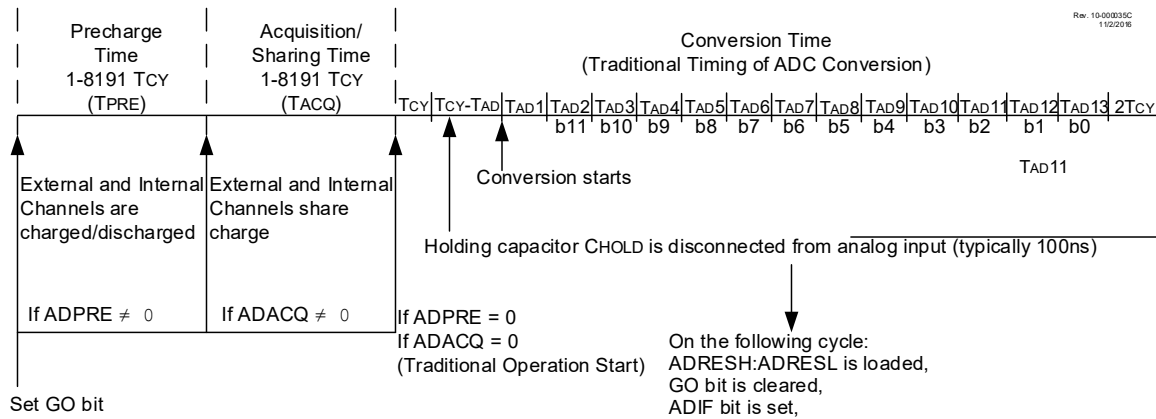 Rev. 10-000035C
11/2/2016
Precharge
Time
1-8191 TCY
(TPRE)
Acquisition/
Sharing Time
1-8191 TCY
(TACQ)
Conversion Time
(Traditional Timing of ADC Conversion)
TCY TCY-TAD TAD1 TAD2 TAD3 TAD4 TAD5 TAD6 TAD7 TAD8 TAD9 TAD10 TAD11 TAD12 TAD13 2TCY
b11 b10 b9 b8 b7 b6 b5 b4 b3 b2 b1 b0
TAD11
External and Internal
Channels are
charged/discharged
External and Internal
Channels share
charge
Conversion starts
Holding capacitor CHOLD is disconnected from analog input (typically 100ns)
If ADPRE ≠ 0
If ADACQ ≠ 0
If ADPRE = 0
If ADACQ = 0
(Traditional Operation Start)
On the following cycle:
ADRESH:ADRESL is loaded,
GO bit is cleared,
ADIF bit is set,
Set GO bit